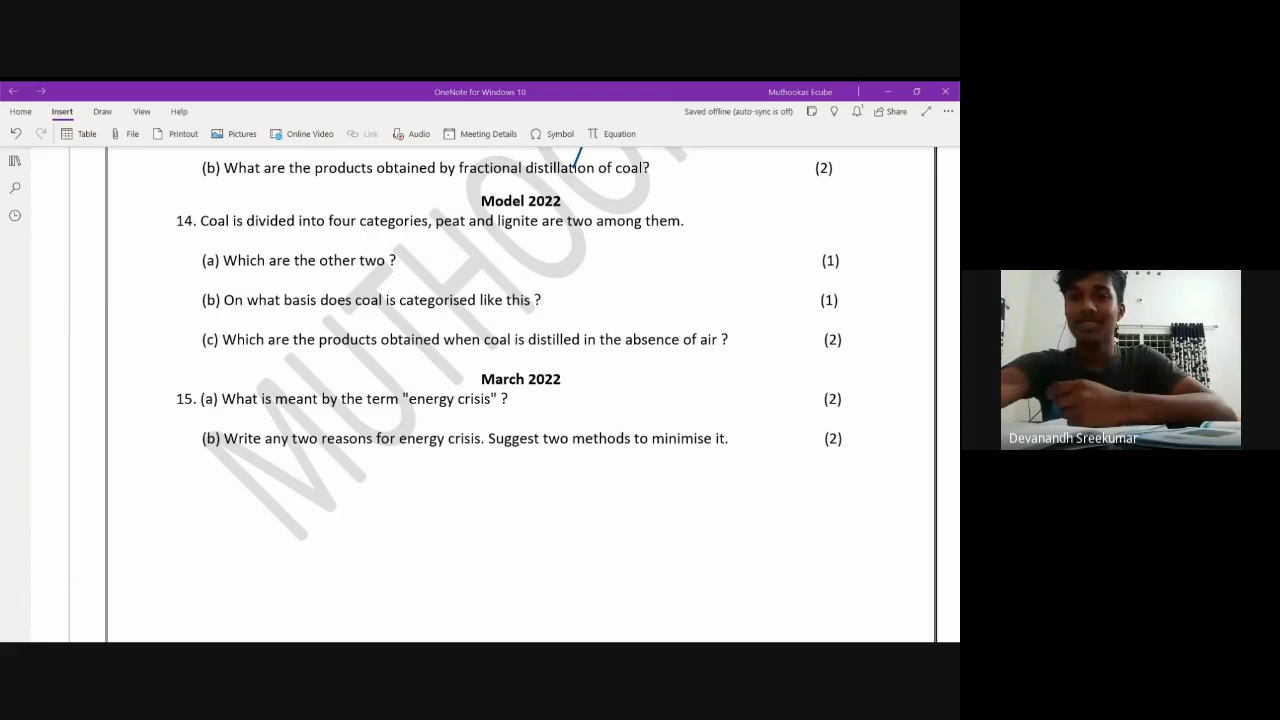 OneNote for Windows 10
Muthookas Ecube
Home Insert Draw View Help
Saved offline (auto-sync is off) Share
Table File Printout Pictures Online Video Link Audio Meeting Details Symbol Equation
(b) What are the products obtained by fractional distillation of coal? (2)
Model 2022
14. Coal is divided into four categories, peat and lignite are two among them.
(a) Which are the other two ? (1)
(b) On what basis does coal is categorised like this ? (1)
(c) Which are the products obtained when coal is distilled in the absence of air ? (2)
March 2022
15. (a) What is meant by the term "energy crisis" ? (2)
(b) Write any two reasons for energy crisis. Suggest two methods to minimise it. (2)
MUTHOO
Devanandh Sreekumar